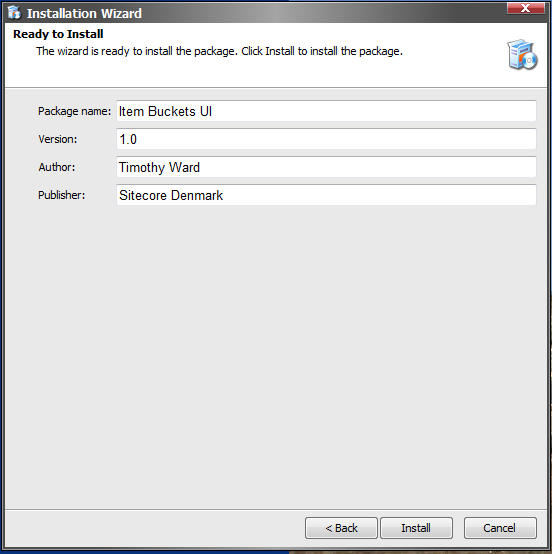 Installation Wizard
Ready to Install
The wizard is ready to install the package. Click Install to install the package.
Package name: Item Buckets UI
Version: 1.0
Author: Timothy Ward
Publisher: Sitecore Denmark
< Back Install Cancel